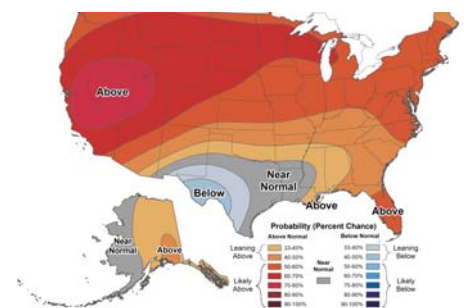 Above
Near
Normal
Below
Above
Above
Near
Normal
Above
Probability (Percent Chance)
Above Normal
Below Normal
Leaning
Above
33-40%
40-50%
50-60%
Likely
Above
60-70%
70-80%
80-90%
90-100%
Near
Normal
33-40%
40-50%
50-60%
Leaning
Below
60-70%
70-80%
80-90%
90-100%
Likely
Below